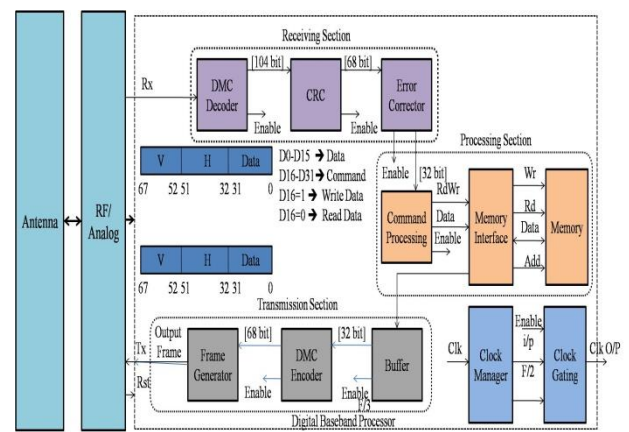 Receiving Section
[104 bit]
[68 bit]
Rx
DMC
Decoder
CRC
Error
Corrector
Enable
Enable
Processing Section
V H Data
67 52 51 32 31 0
D0-D15 → Data
D16-D31→ Command
D16=1 → Write Data
D16=0 → Read Data
Enable
[32 bit]
RdWr
Data
Enable
Command
Processing
Memory
Interface
Wr
Rd
Data
Add
Memory
Antenna
RF/
Analog
V H Data
67 52 51 32 31 0
Transmission Section
Output
Frame
[68 bit]
[32 bit]
Tx
Rst
Frame
Generator
DMC
Encoder
Buffer
Enable
Enable
F/3
Digital Baseband Processor
Clk
Clock
Manager
Enable
i/p
F/2
Clock
Gating
Clk O/P